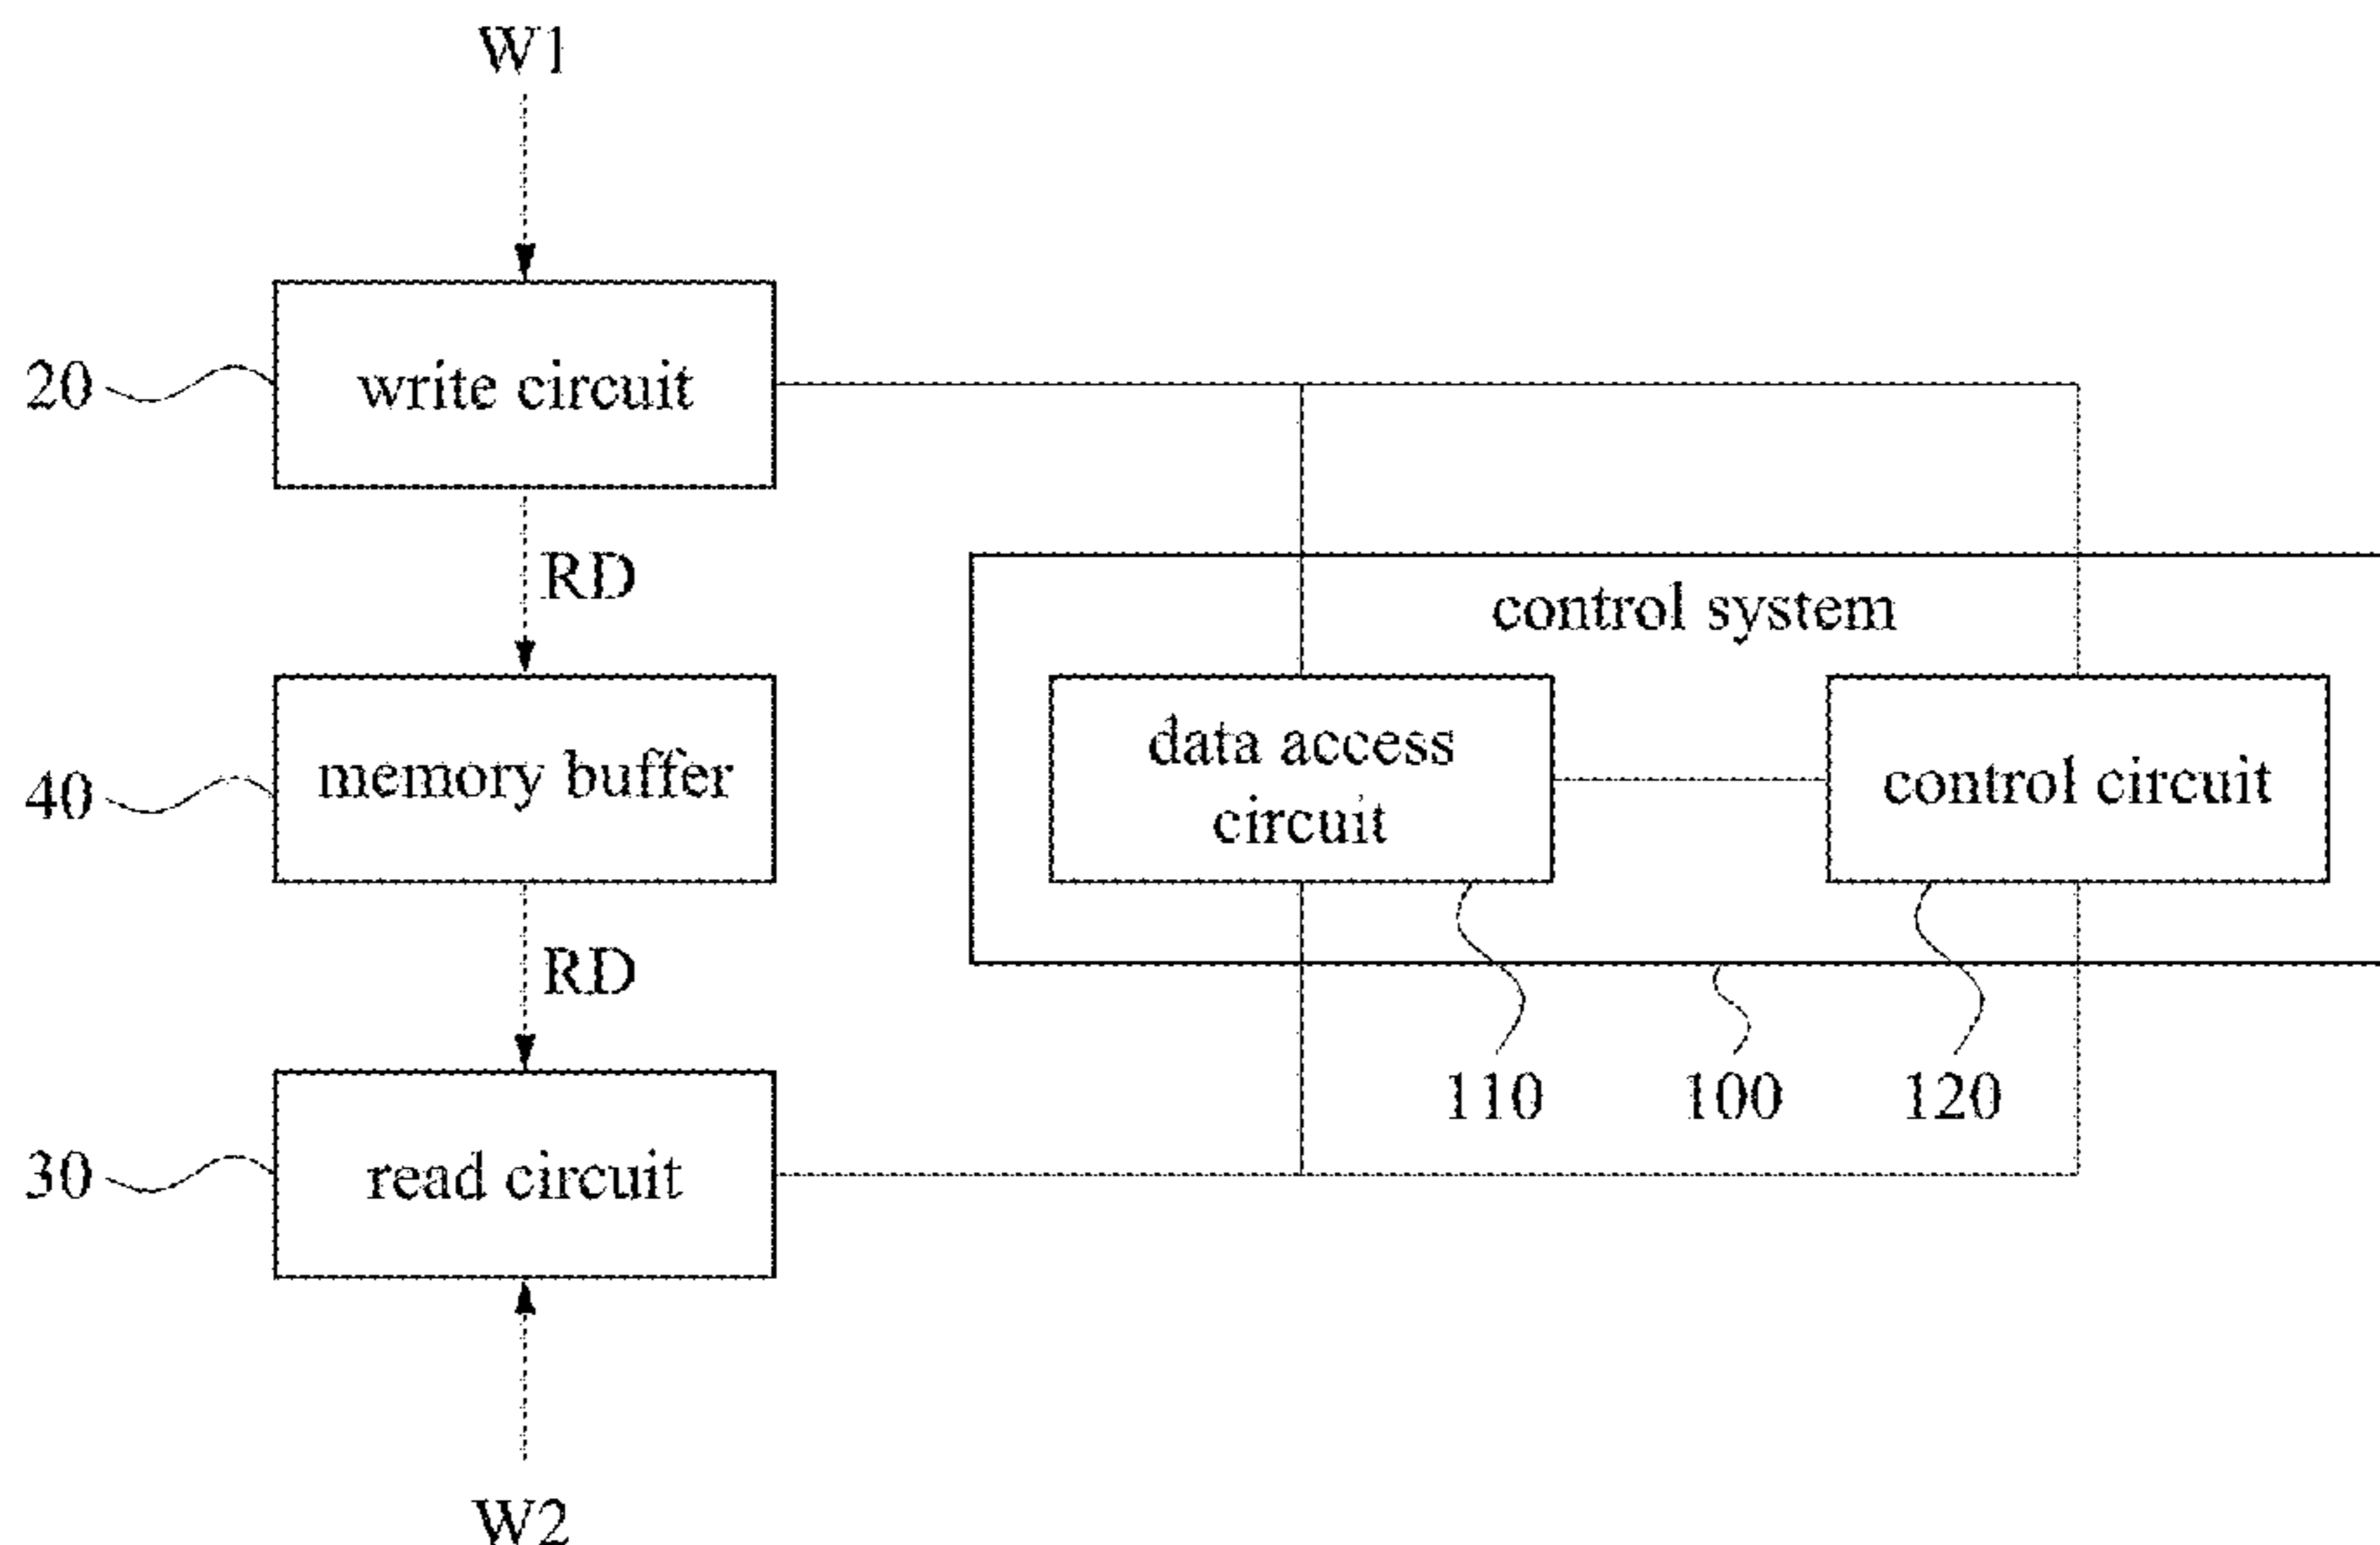 W1
20
write circuit
RD
control system
40
memory buffer
data access
circuit
control circuit
RD
110
100
120
30
read circuit
W2